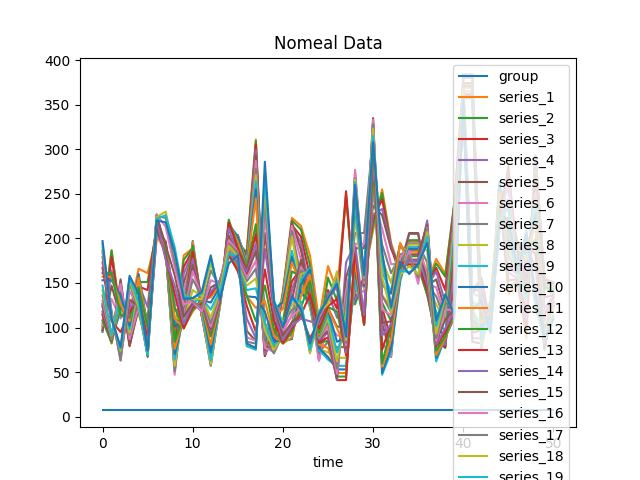 Nomeal Data
400
350
300
250
200
150
100
50
0
0
10
20
30
40
50
time
group
series_1
series_2
series_3
series_4
series_5
series_6
series_7
series_8
series_9
series_10
series_11
series_12
series_13
series_14
series_15
series_16
series_17
series_18
series_19